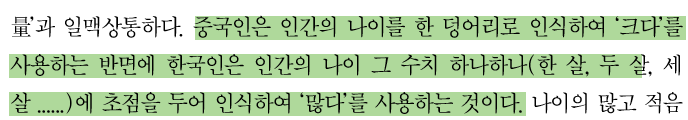 量’과 일맥상통하다. 중국인은 인간의 나이를 한 덩어리로 인식하여 ‘크다’를
사용하는 반면에 한국인은 인간의 나이 그 수치 하나하나(한 살, 두 살, 세
살 ......)에 초점을 두어 인식하여 ‘많다’를 사용하는 것이다. 나이의 많고 적음